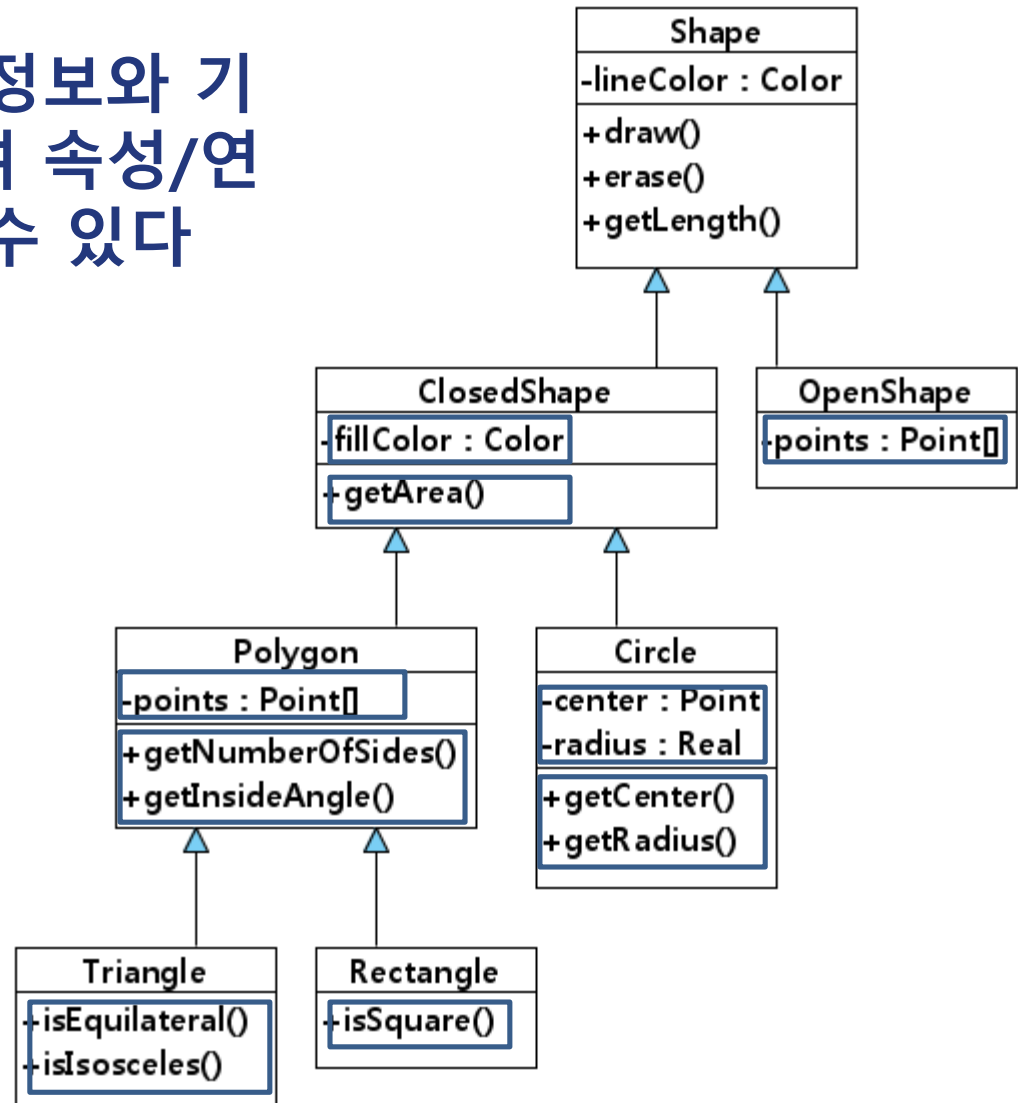 정보와 기
며 속성/연
수 있다
Shape
-lineColor : Color
+draw()
+erase()
+getLength()
ClosedShape
-fillColor : Color
+getArea()
OpenShape
-points : Point[]
Polygon
-points : Point[]
+getNumberOfSides()
+getInsideAngle()
Circle
-center : Point
-radius : Real
+getCenter()
+getRadius()
Triangle
+isEquilateral()
+isIsosceles()
Rectangle
+isSquare()